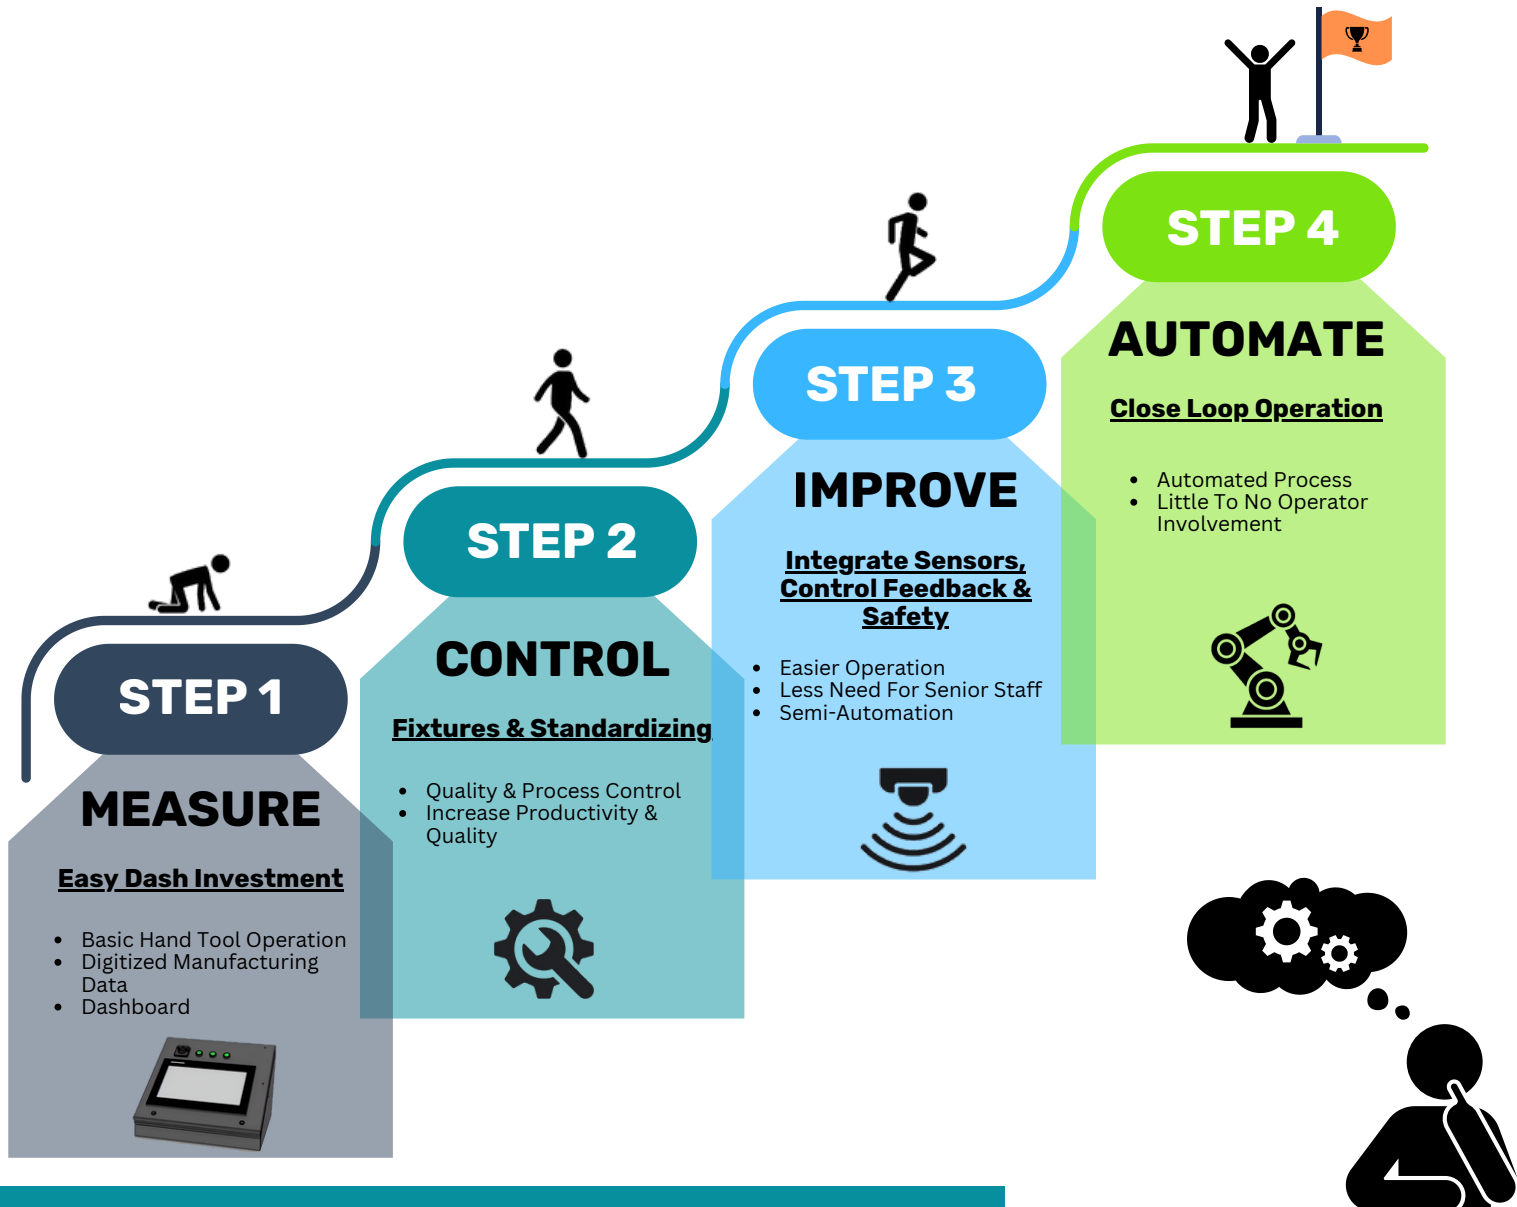 STEP 1
MEASURE
Easy Dash Investment
Basic Hand Tool Operation
Digitized Manufacturing
Data
Dashboard
STEP 2
CONTROL
Fixtures & Standardizing
Quality & Process Control
Increase Productivity &
Quality
STEP 3
IMPROVE
Integrate Sensors,
Control Feedback &
Safety
Easier Operation
Less Need For Senior Staff
Semi-Automation
STEP 4
AUTOMATE
Close Loop Operation
Automated Process
Little To No Operator
Involvement